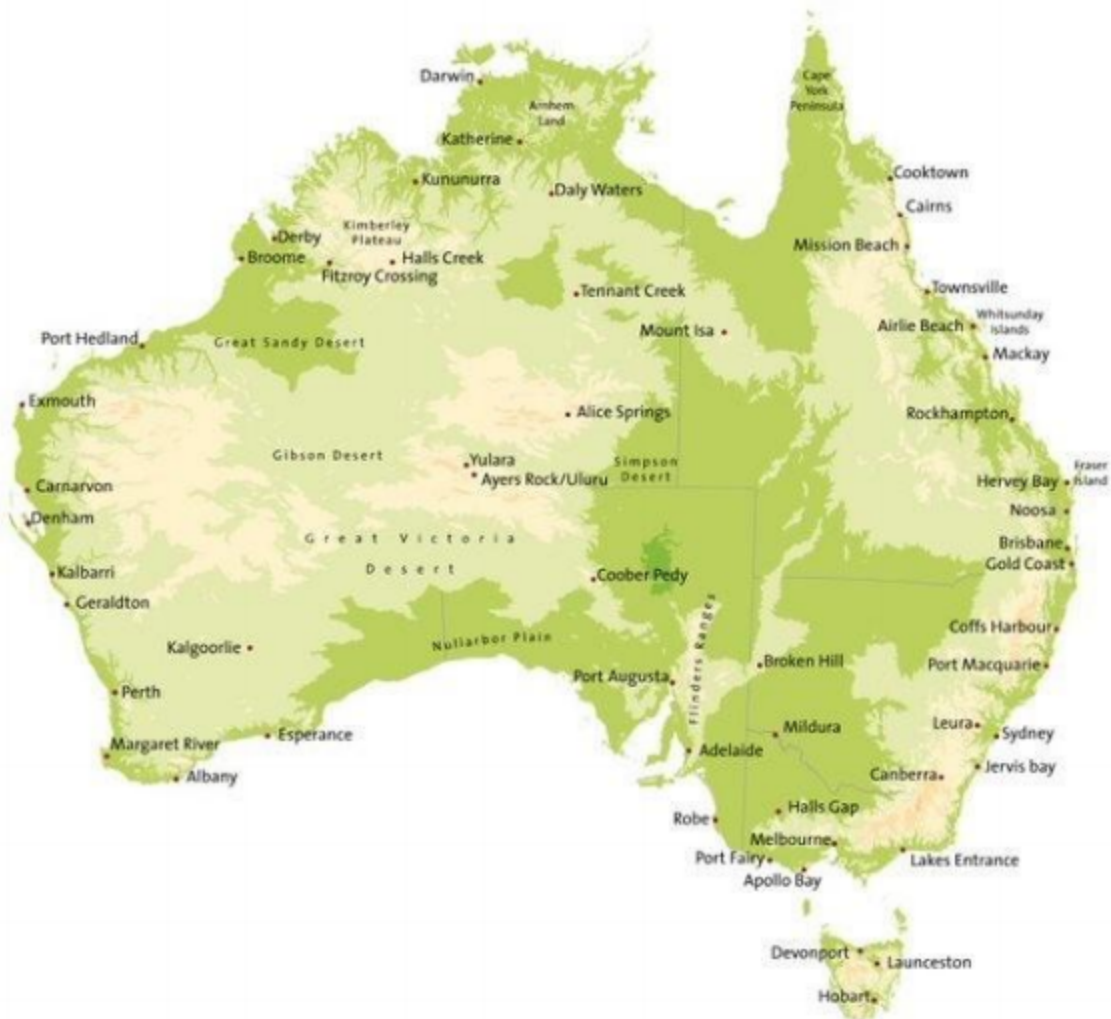 Darwin
Arnhem
Land
Cape
York
Peninsula
Katherine
Kununurra
Daly Waters
Cooktown
Cairns
Kimberley
Plateau
Derby
Broome
Halls Creek
Fitzroy Crossing
Mission Beach
Tennant Creek
Townsville
Mount Isa
Airlie Beach
Whitsunday
Islands
Port Hedland
Great Sandy Desert
Mackay
Exmouth
Alice Springs
Rockhampton
Gibson Desert
Yulara
Ayers Rock/Uluru
Simpson
Desert
Fraser
Island
Hervey Bay
Carnarvon
Noosa
Denham
Great Victoria
Desert
Brisbane
Gold Coast
Kalbarri
Coober Pedy
Geraldton
Coffs Harbour
Nullarbor Plain
Flinders Ranges
Kalgoorlie
Broken Hill
Port Macquarie
Port Augusta
Perth
Mildura
Leura
Sydney
Esperance
Margaret River
Adelaide
Jervis bay
Albany
Canberra
Halls Gap
Robe
Melbourne
Port Fairy
Lakes Entrance
Apollo Bay
Devonport
Launceston
Hobart